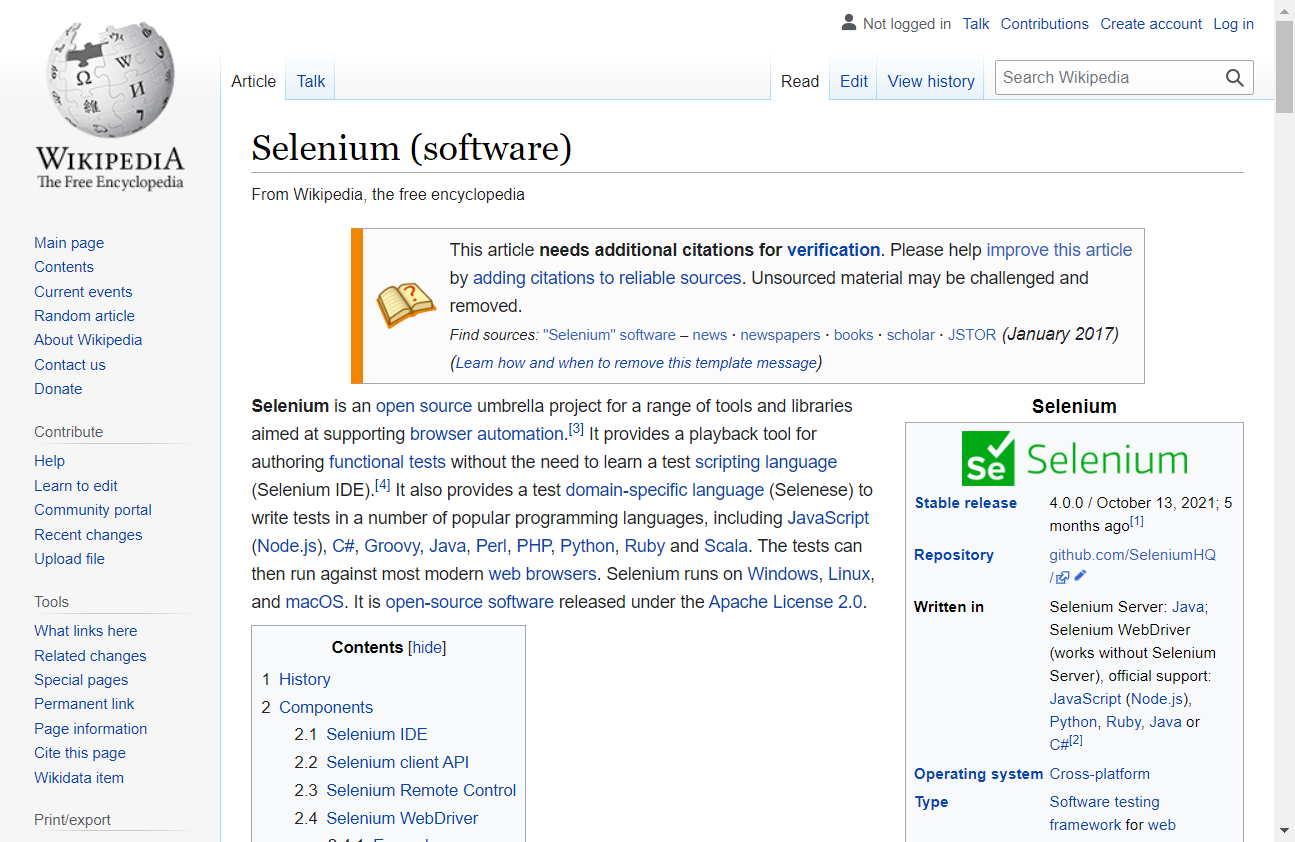 Not logged in Talk Contributions Create account Log in
Article Talk Read Edit View history Search Wikipedia
WIKIPEDIA
The Free Encyclopedia
Main page
Contents
Current events
Random article
About Wikipedia
Contact us
Donate
Contribute
Help
Learn to edit
Community portal
Recent changes
Upload file
Tools
What links here
Related changes
Special pages
Permanent link
Page information
Cite this page
Wikidata item
Print/export
Selenium (software)
From Wikipedia, the free encyclopedia
This article needs additional citations for verification. Please help improve this article
by adding citations to reliable sources. Unsourced material may be challenged and
removed.
Find sources: "Selenium" software – news · newspapers · books · scholar · JSTOR (January 2017)
(Learn how and when to remove this template message)
Selenium is an open source umbrella project for a range of tools and libraries
aimed at supporting browser automation.[3] It provides a playback tool for
authoring functional tests without the need to learn a test scripting language
(Selenium IDE).[4] It also provides a test domain-specific language (Selenese) to
write tests in a number of popular programming languages, including JavaScript
(Node.js), C#, Groovy, Java, Perl, PHP, Python, Ruby and Scala. The tests can
then run against most modern web browsers. Selenium runs on Windows, Linux,
and macOS. It is open-source software released under the Apache License 2.0.
Contents [hide]
1 History
2 Components
2.1 Selenium IDE
2.2 Selenium client API
2.3 Selenium Remote Control
2.4 Selenium WebDriver
Selenium
Se Selenium
Stable release 4.0.0 / October 13, 2021; 5
months ago[1]
Repository github.com/SeleniumHQ
/
Written in Selenium Server: Java;
Selenium WebDriver
(works without Selenium
Server), official support:
JavaScript (Node.js),
Python, Ruby, Java or
C#[2]
Operating system Cross-platform
Type Software testing
framework for web